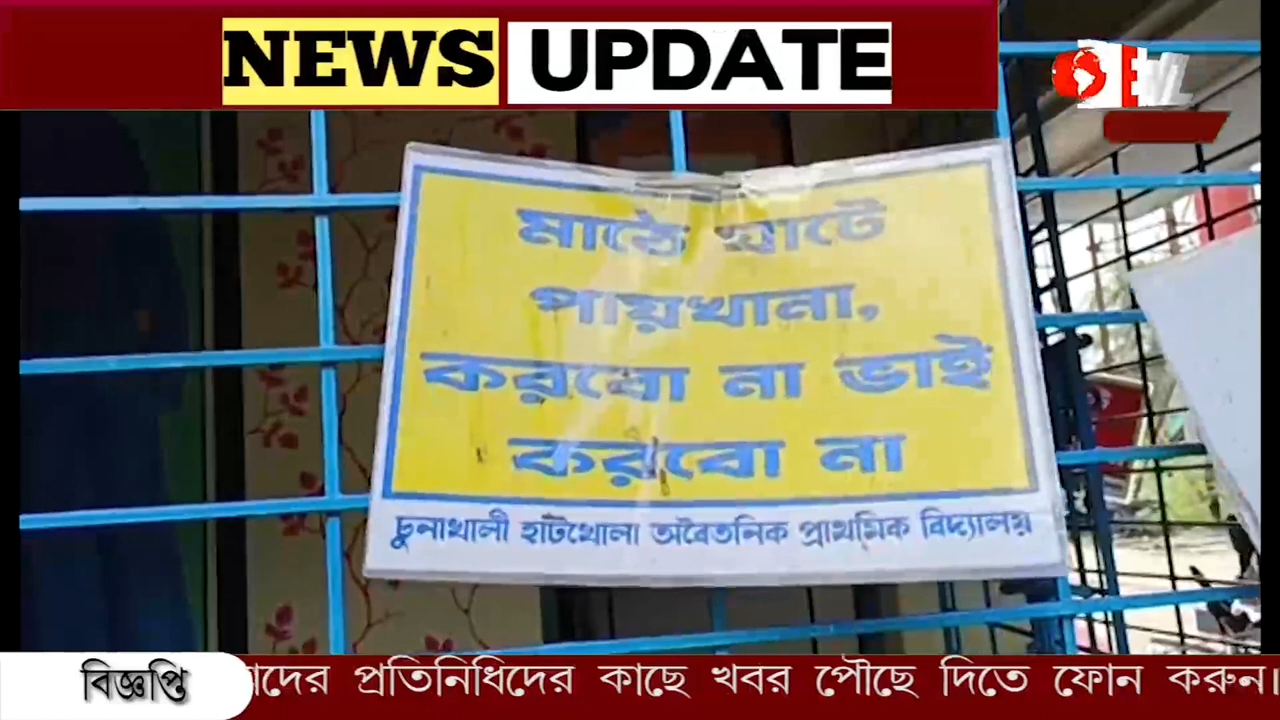 NEWS UPDATE
মাঠে ঘাটে
পায়খানা,
করবো না ভাই
করবো না
চুনাখালী হাটখোলা অবৈতনিক প্রাথমিক বিদ্যালয়
বিজ্ঞপ্তি
প্রতিনিধিদের কাছে খবর পৌছে দিতে ফোন করুন।